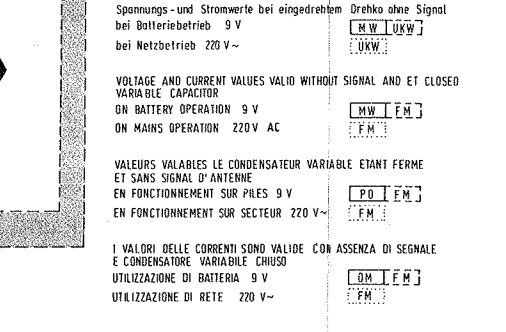 Spannungs- und Stromwerte bei eingedrehtem Drehko ohne Signal
bei Batteriebetrieb 9 V MW UKW
bei Netzbetrieb 220 V~ UKW
VOLTAGE AND CURRENT VALUES VALID WITHOUT SIGNAL AND ET CLOSED
VARIABLE CAPACITOR
ON BATTERY OPERATION 9 V MW FM
ON MAINS OPERATION 220V AC FM
VALEURS VALABLES LE CONDENSATEUR VARIABLE ETANT FERME
ET SANS SIGNAL D'ANTENNE
EN FONCTIONNEMENT SUR PILES 9 V PO FM
EN FONCTIONNEMENT SUR SECTEUR 220 V~ FM
I VALORI DELLE CORRENTI SONO VALIDE CON ASSENZA DI SEGNALE
E CONDENSATORE VARIABILE CHIUSO
UTILIZZAZIONE DI BATTERIA 9 V OM FM
UTILIZZAZIONE DI RETE 220 V~ FM